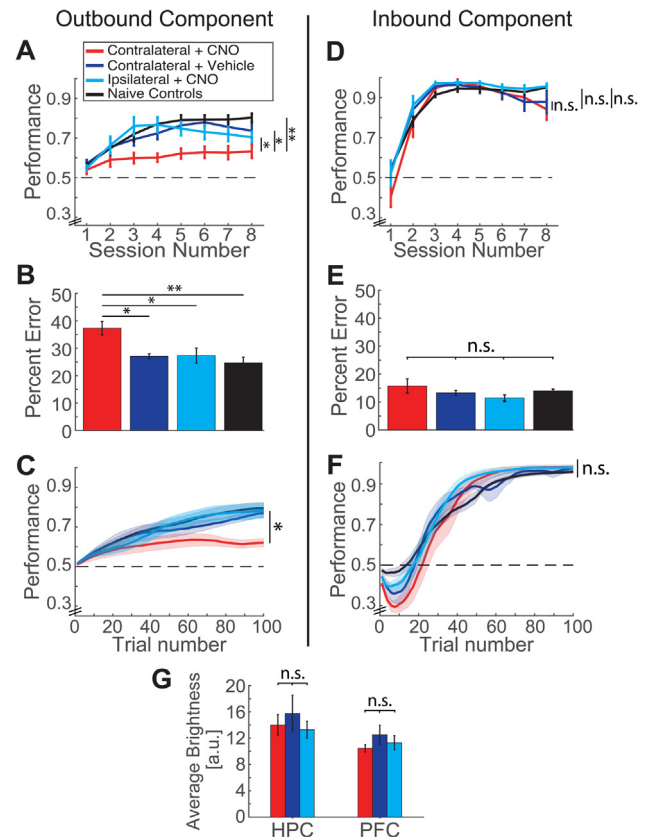 Outbound Component
Inbound Component
A
Contralateral + CNO
Contralateral + Vehicle
Ipsilateral + CNO
Naive Controls
Performance
0.9
0.7
0.5
0.3
1 2 3 4 5 6 7 8
Session Number
*
*
**
D
Performance
0.9
0.7
0.5
0.3
1 2 3 4 5 6 7 8
Session Number
n.s.
n.s.
n.s.
B
Percent Error
50
40
30
20
10
0
**
*
*
E
Percent Error
50
40
30
20
10
0
n.s.
C
Performance
0.9
0.7
0.5
0.3
0 20 40 60 80 100
Trial number
*
F
Performance
0.9
0.7
0.5
0.3
0 20 40 60 80 100
Trial number
n.s.
G
Average Brightness
[a.u.]
20
16
12
8
4
0
n.s.
n.s.
HPC
PFC